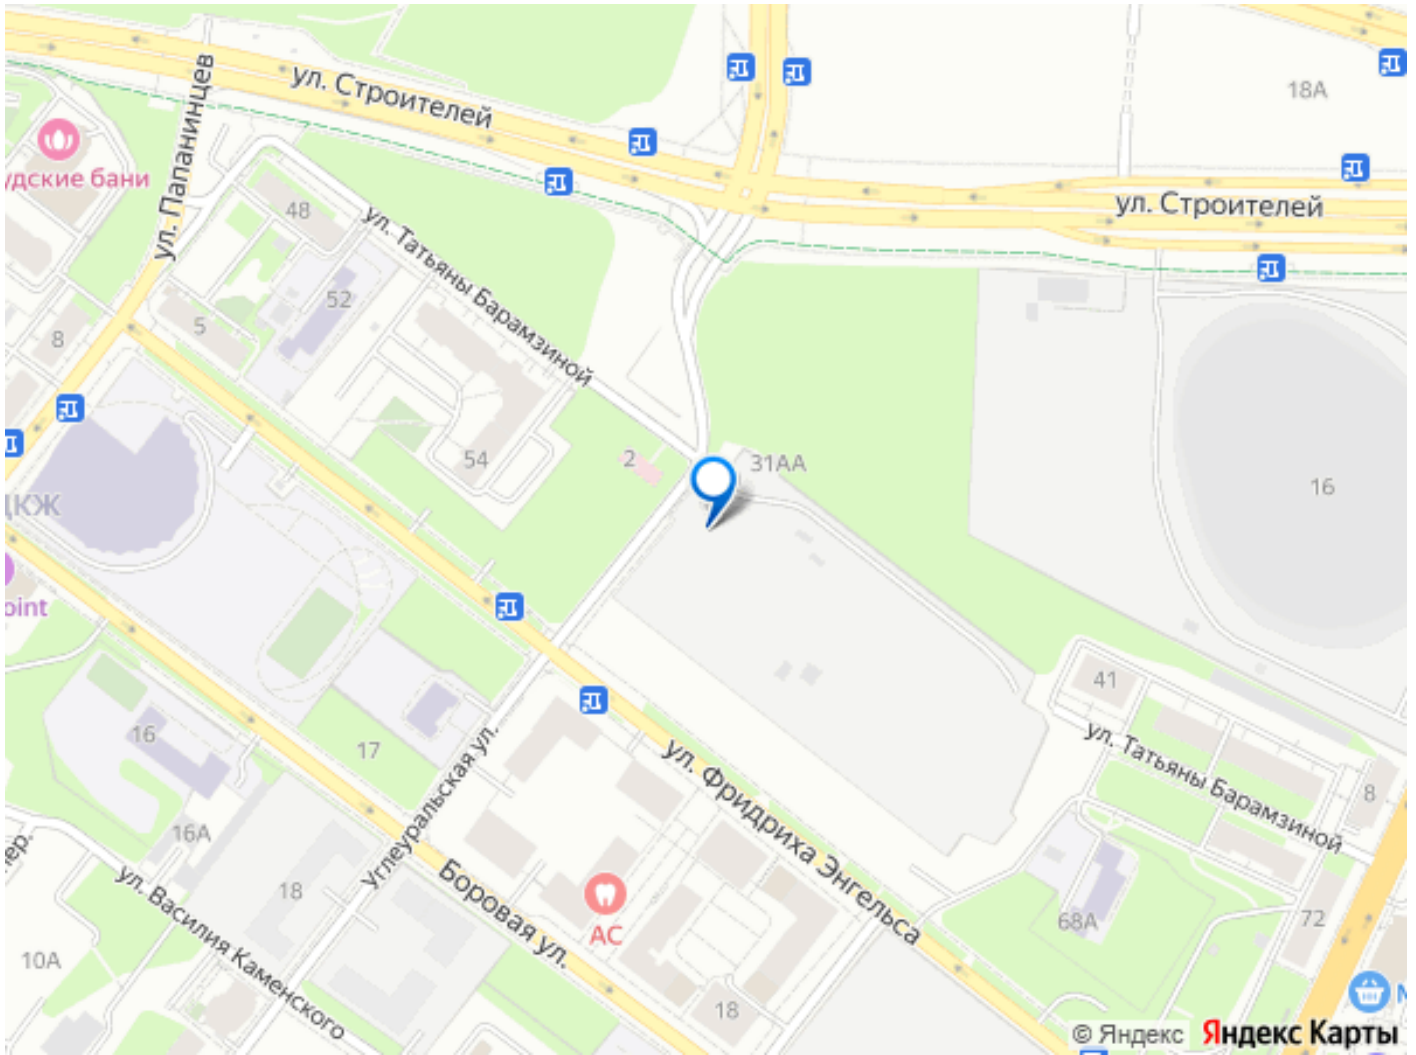 ул. Строителей
18А
ул. Папанинцев
удские бани
48
ул. Татьяны Барамзиной
ул. Строителей
52
5
8
54
2
31АА
16
ЦКЖ
oint
41
16
17
ул. Татьяны Барамзиной
8
ул. Фридриха Энгельса
Углеуральская ул.
16А
18
пер.
ул. Василия Каменского
Боровая ул.
АС
68А
72
10А
18
М
© Яндекс Яндекс Карты